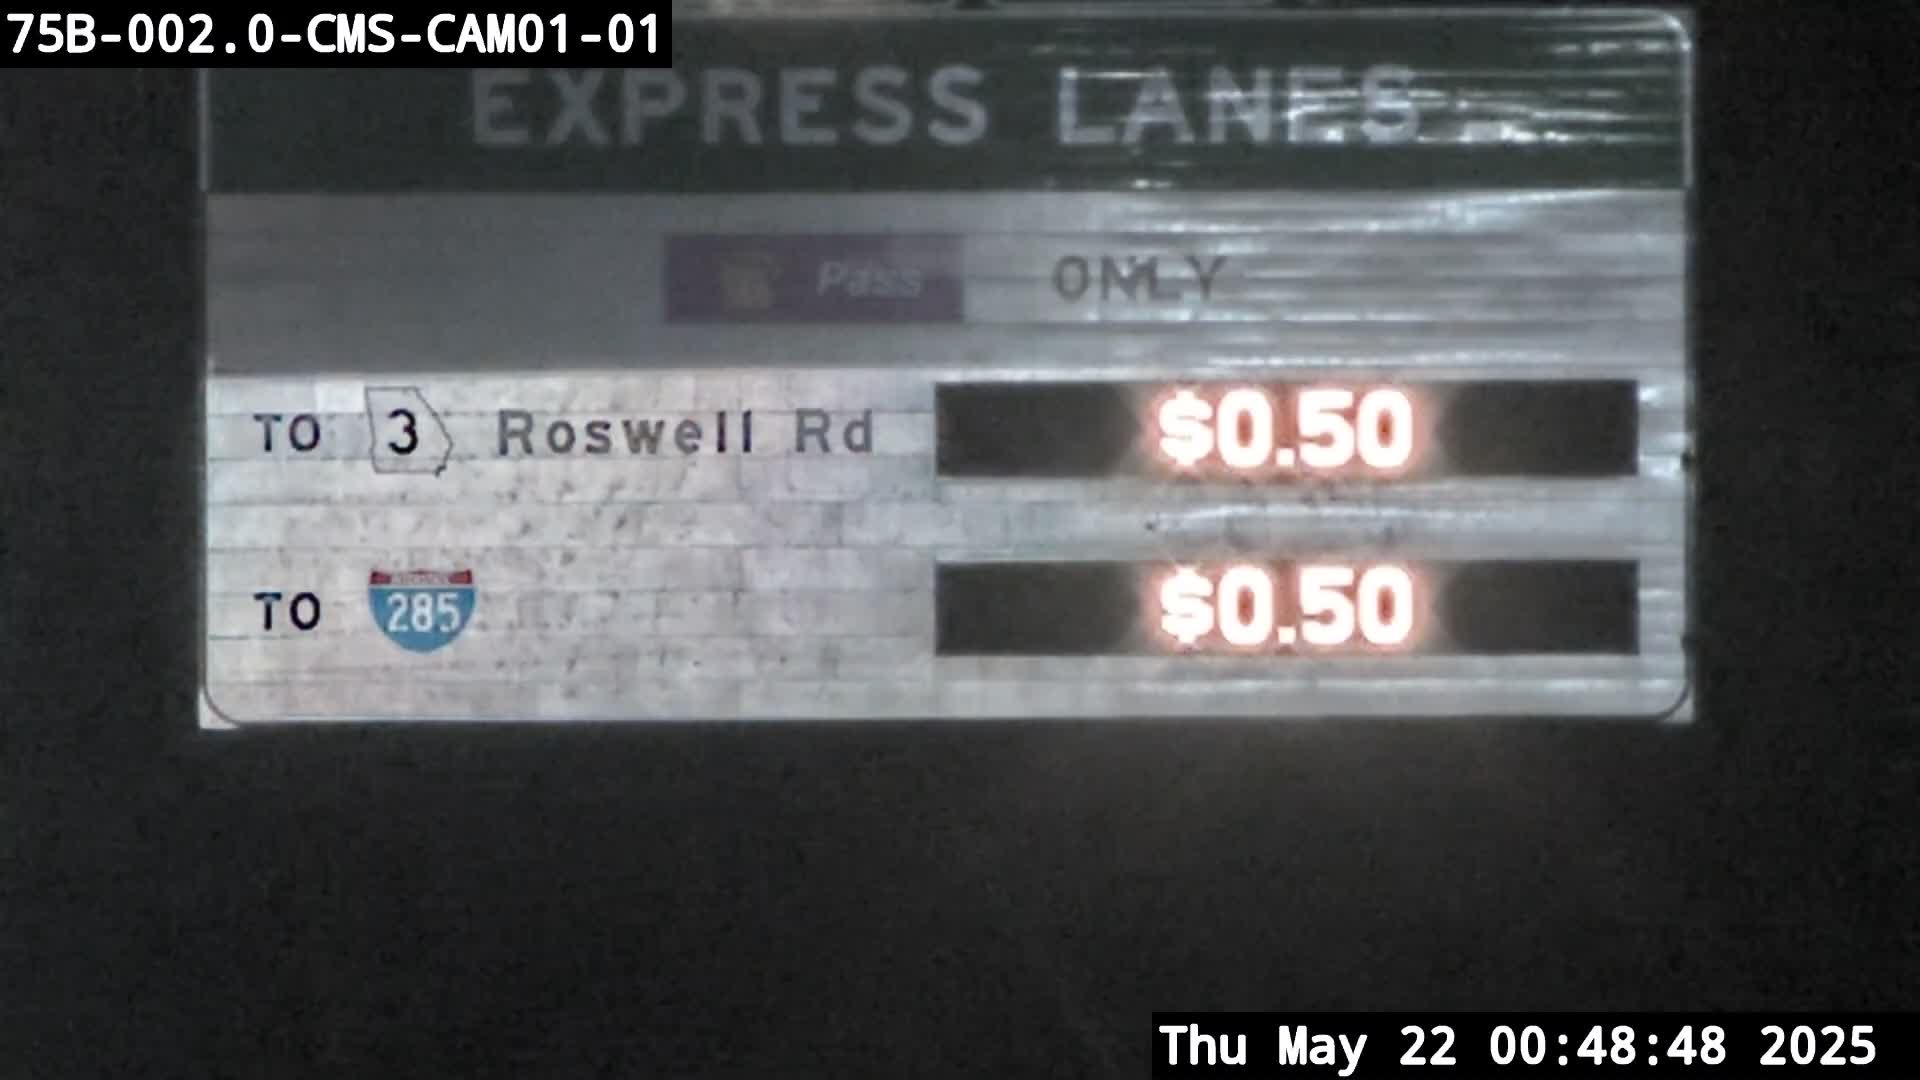 75B-002.0-CMS-CAM01-01
EXPRESS LANES
Pass ONLY
TO 3 Roswell Rd $0.50
TO 285 $0.50
Thu May 22 00:48:48 2025